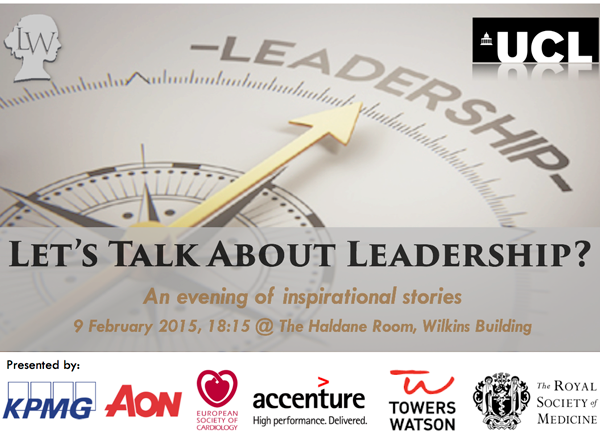 LW
UCL
–LEADERSHIP–
LET'S TALK ABOUT LEADERSHIP?
An evening of inspirational stories
9 February 2015, 18:15 @ The Haldane Room, Wilkins Building
Presented by:
KPMG
AON
EUROPEAN
SOCIETY OF
CARDIOLOGY
accenture
High performance. Delivered.
TOWERS
WATSON
The ROYAL
SOCIETY of
MEDICINE